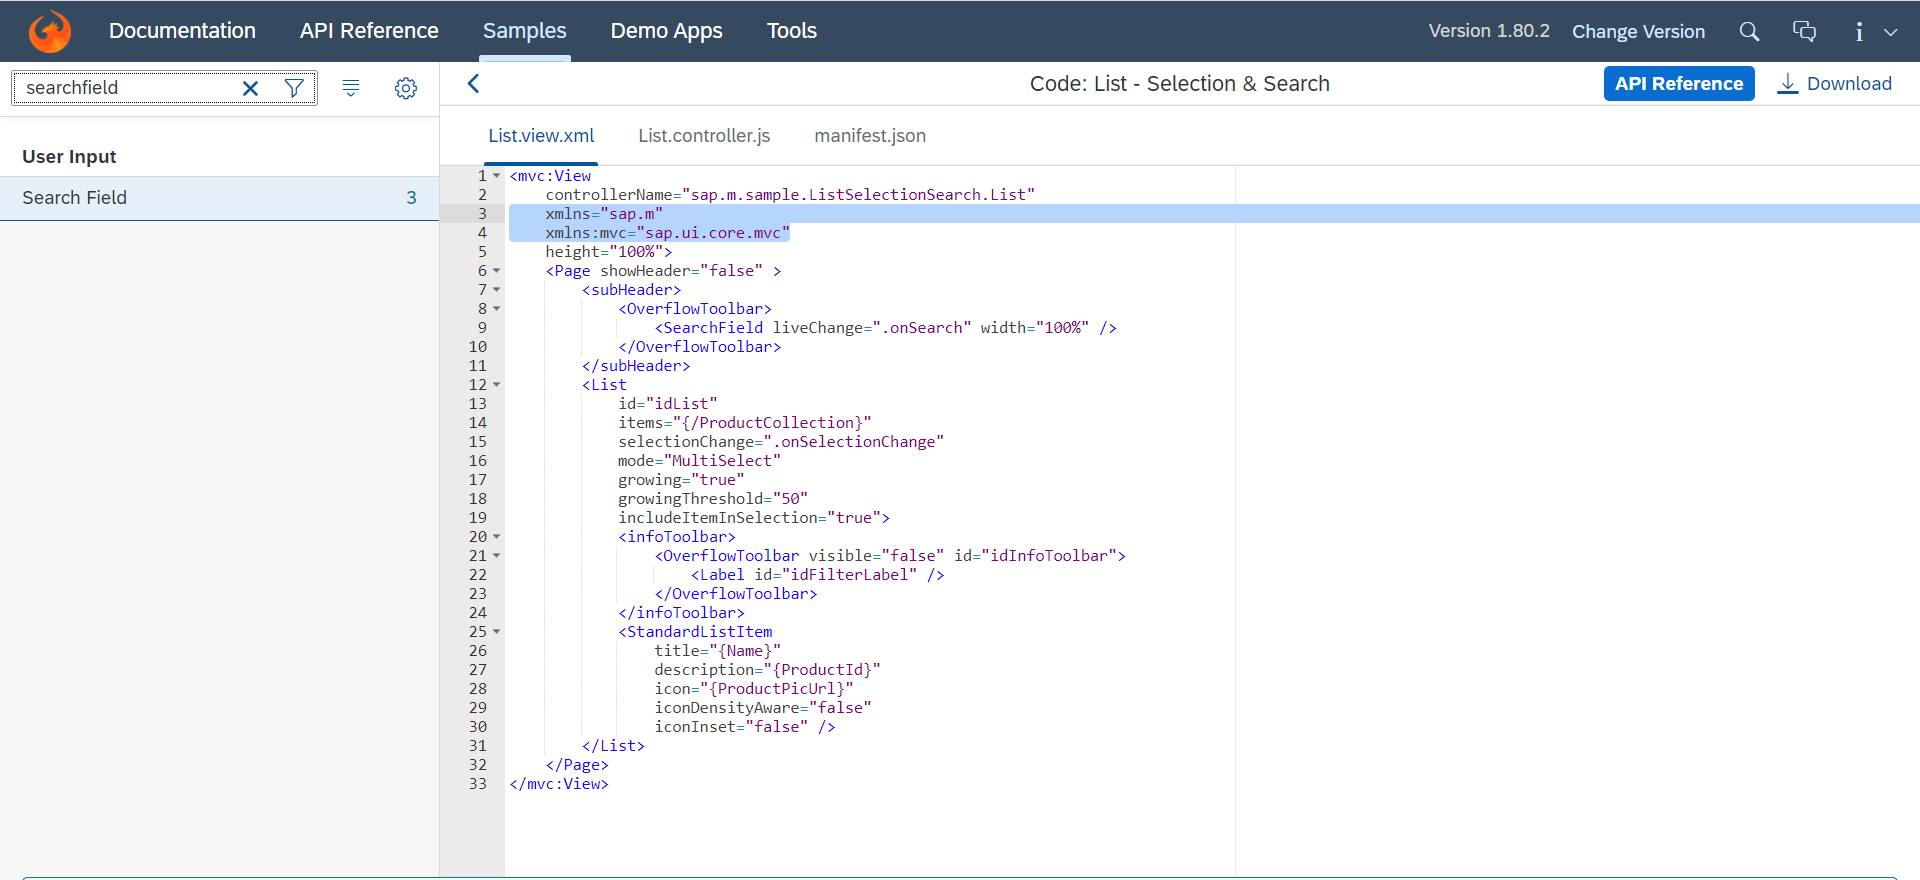 Documentation API Reference Samples Demo Apps Tools Version 1.80.2 Change Version
searchfield
Code: List - Selection & Search API Reference Download
List.view.xml List.controller.js manifest.json
User Input
Search Field 3
1 <mvc:View
2 controllerName="sap.m.sample.ListSelectionSearch.List"
3 xmlns="sap.m"
4 xmlns:mvc="sap.ui.core.mvc"
5 height="100%">
6 <Page showHeader="false" >
7 <subHeader>
8 <OverflowToolbar>
9 <SearchField liveChange=".onSearch" width="100%" />
10 </OverflowToolbar>
11 </subHeader>
12 <List
13 id="idList"
14 items="{/ProductCollection}"
15 selectionChange=".onSelectionChange"
16 mode="MultiSelect"
17 growing="true"
18 growingThreshold="50"
19 includeItemInSelection="true">
20 <infoToolbar>
21 <OverflowToolbar visible="false" id="idInfoToolbar">
22 <Label id="idFilterLabel" />
23 </OverflowToolbar>
24 </infoToolbar>
25 <StandardListItem
26 title="{Name}"
27 description="{ProductId}"
28 icon="{ProductPicUrl}"
29 iconDensityAware="false"
30 iconInset="false" />
31 </List>
32 </Page>
33 </mvc:View>